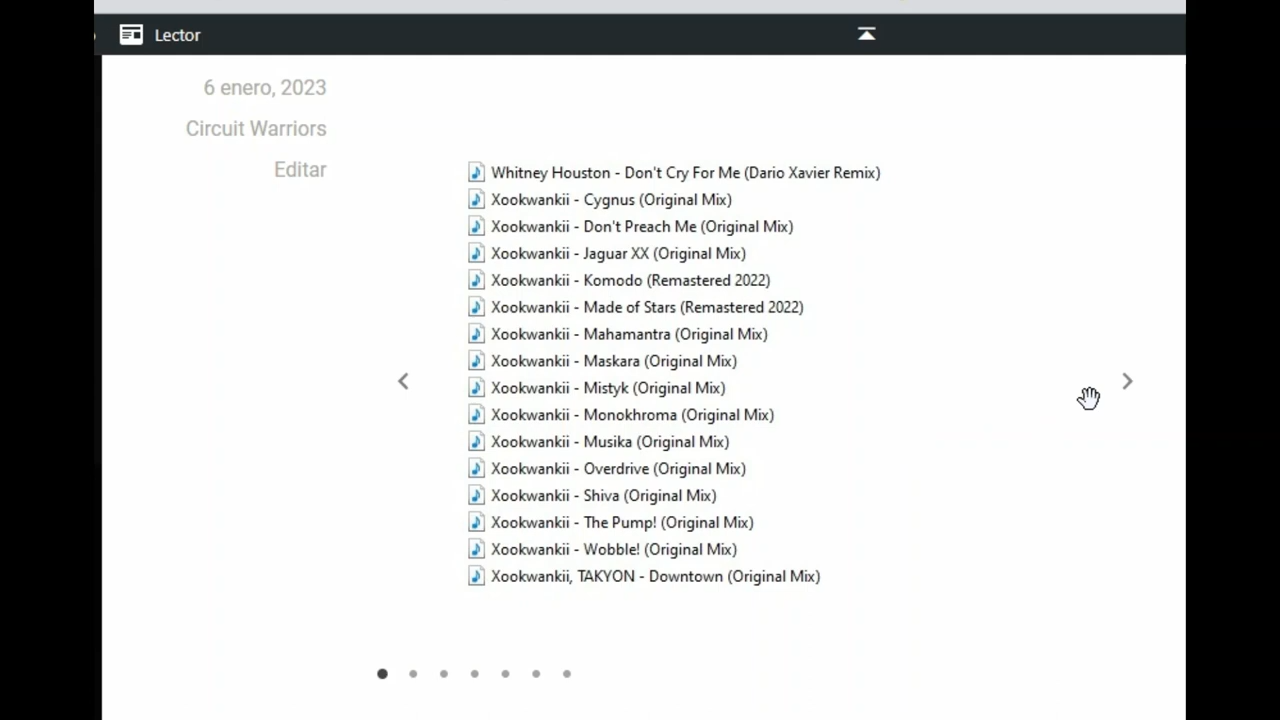 Lector
6 enero, 2023
Circuit Warriors
Editar
Whitney Houston - Don't Cry For Me (Dario Xavier Remix)
Xookwankii - Cygnus (Original Mix)
Xookwankii - Don't Preach Me (Original Mix)
Xookwankii - Jaguar XX (Original Mix)
Xookwankii - Komodo (Remastered 2022)
Xookwankii - Made of Stars (Remastered 2022)
Xookwankii - Mahamantra (Original Mix)
Xookwankii - Maskara (Original Mix)
Xookwankii - Mistyk (Original Mix)
Xookwankii - Monokhroma (Original Mix)
Xookwankii - Musika (Original Mix)
Xookwankii - Overdrive (Original Mix)
Xookwankii - Shiva (Original Mix)
Xookwankii - The Pump! (Original Mix)
Xookwankii - Wobble! (Original Mix)
Xookwankii, TAKYON - Downtown (Original Mix)